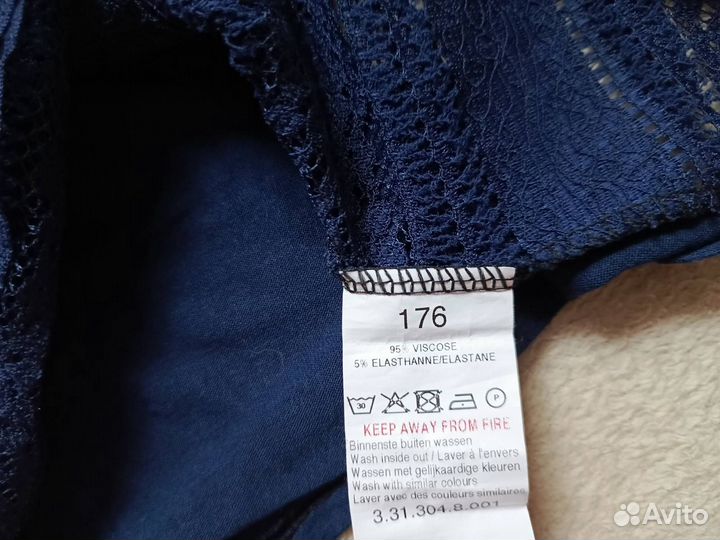 176
95% VISCOSE
5% ELASTHANNE/ELASTANE
30 P
KEEP AWAY FROM FIRE
Binnenste buiten wassen
Wash inside out / Laver à l'envers
Wassen met gelijkaardige kleuren
Wash with similar colours
Laver avec des couleurs similaires
3.31.304.8.001
Avito